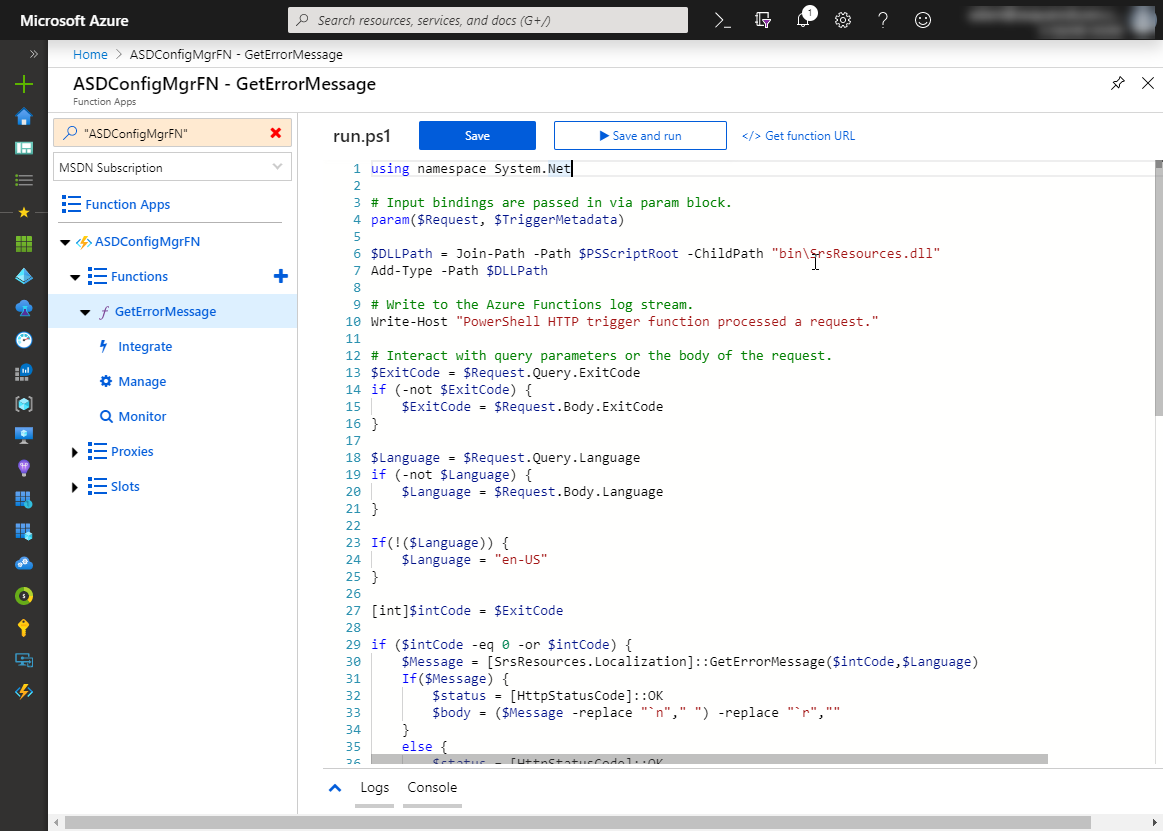 Microsoft Azure
Search resources, services, and docs (G+/)
1
Home > ASDConfigMgrFN - GetErrorMessage
ASDConfigMgrFN - GetErrorMessage
Function Apps
"ASDConfigMgrFN"
MSDN Subscription
Function Apps
ASDConfigMgrFN
Functions
GetErrorMessage
Integrate
Manage
Monitor
Proxies
Slots
run.ps1
Save
Save and run
</> Get function URL
1 using namespace System.Net
2
3 # Input bindings are passed in via param block.
4 param($Request, $TriggerMetadata)
5
6 $DLLPath = Join-Path -Path $PSScriptRoot -ChildPath "bin\SrsResources.dll"
7 Add-Type -Path $DLLPath
8
9 # Write to the Azure Functions log stream.
10 Write-Host "PowerShell HTTP trigger function processed a request."
11
12 # Interact with query parameters or the body of the request.
13 $ExitCode = $Request.Query.ExitCode
14 if (-not $ExitCode) {
15     $ExitCode = $Request.Body.ExitCode
16 }
17
18 $Language = $Request.Query.Language
19 if (-not $Language) {
20     $Language = $Request.Body.Language
21 }
22
23 If(!($Language)) {
24     $Language = "en-US"
25 }
26
27 [int]$intCode = $ExitCode
28
29 if ($intCode -eq 0 -or $intCode) {
30     $Message = [SrsResources.Localization]::GetErrorMessage($intCode,$Language)
31     If($Message) {
32         $status = [HttpStatusCode]::OK
33         $body = ($Message -replace "`n"," ") -replace "`r",""
34     }
35     else {
36         $status = [HttpStatusCode]::OK
Logs
Console